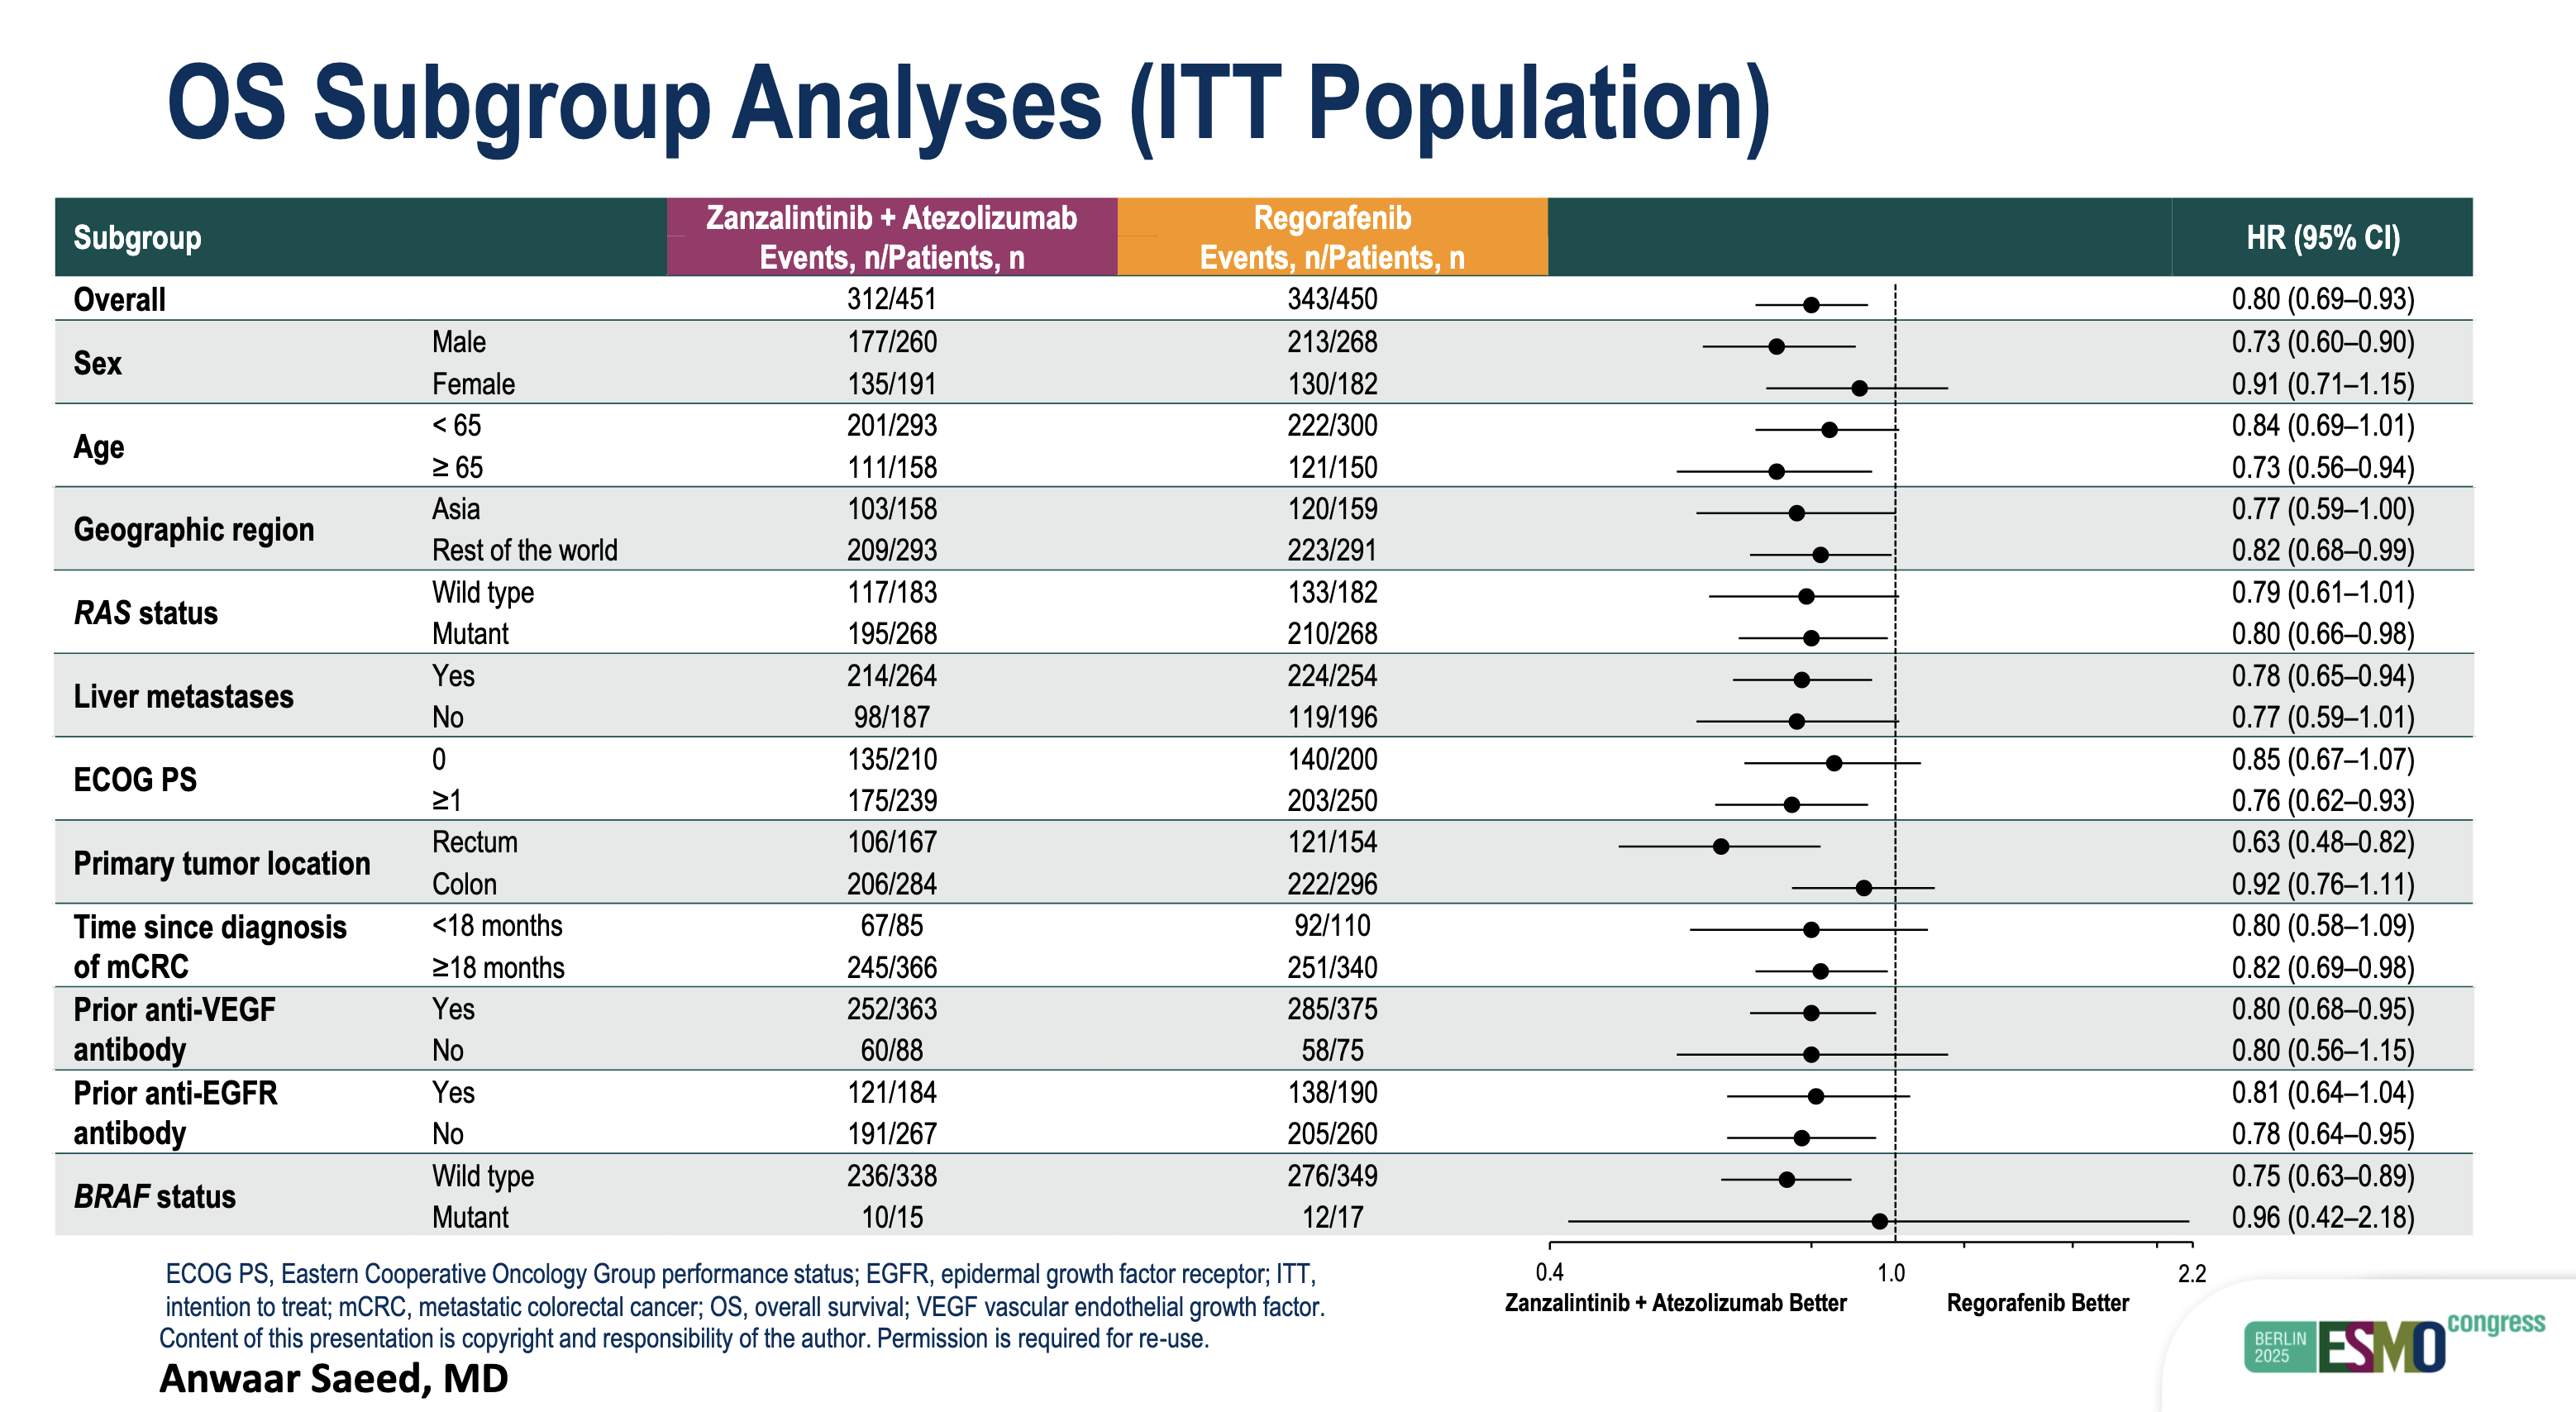 OS Subgroup Analyses (ITT Population)
Subgroup
Zanzalintinib + Atezolizumab
Events, n/Patients, n
Regorafenib
Events, n/Patients, n
HR (95% CI)
Overall 312/451 343/450 0.80 (0.69–0.93)
Sex
Male 177/260 213/268 0.73 (0.60–0.90)
Female 135/191 130/182 0.91 (0.71–1.15)
Age
< 65 201/293 222/300 0.84 (0.69–1.01)
≥ 65 111/158 121/150 0.73 (0.56–0.94)
Geographic region
Asia 103/158 120/159 0.77 (0.59–1.00)
Rest of the world 209/293 223/291 0.82 (0.68–0.99)
RAS status
Wild type 117/183 133/182 0.79 (0.61–1.01)
Mutant 195/268 210/268 0.80 (0.66–0.98)
Liver metastases
Yes 214/264 224/254 0.78 (0.65–0.94)
No 98/187 119/196 0.77 (0.59–1.01)
ECOG PS
0 135/210 140/200 0.85 (0.67–1.07)
≥1 175/239 203/250 0.76 (0.62–0.93)
Primary tumor location
Rectum 106/167 121/154 0.63 (0.48–0.82)
Colon 206/284 222/296 0.92 (0.76–1.11)
Time since diagnosis
of mCRC
<18 months 67/85 92/110 0.80 (0.58–1.09)
≥18 months 245/366 251/340 0.82 (0.69–0.98)
Prior anti-VEGF
antibody
Yes 252/363 285/375 0.80 (0.68–0.95)
No 60/88 58/75 0.80 (0.56–1.15)
Prior anti-EGFR
antibody
Yes 121/184 138/190 0.81 (0.64–1.04)
No 191/267 205/260 0.78 (0.64–0.95)
BRAF status
Wild type 236/338 276/349 0.75 (0.63–0.89)
Mutant 10/15 12/17 0.96 (0.42–2.18)
0.4 1.0 2.2
Zanzalintinib + Atezolizumab Better Regorafenib Better
ECOG PS, Eastern Cooperative Oncology Group performance status; EGFR, epidermal growth factor receptor; ITT,
intention to treat; mCRC, metastatic colorectal cancer; OS, overall survival; VEGF vascular endothelial growth factor.
Content of this presentation is copyright and responsibility of the author. Permission is required for re-use.
Anwaar Saeed, MD
BERLIN
2025
ESMO congress